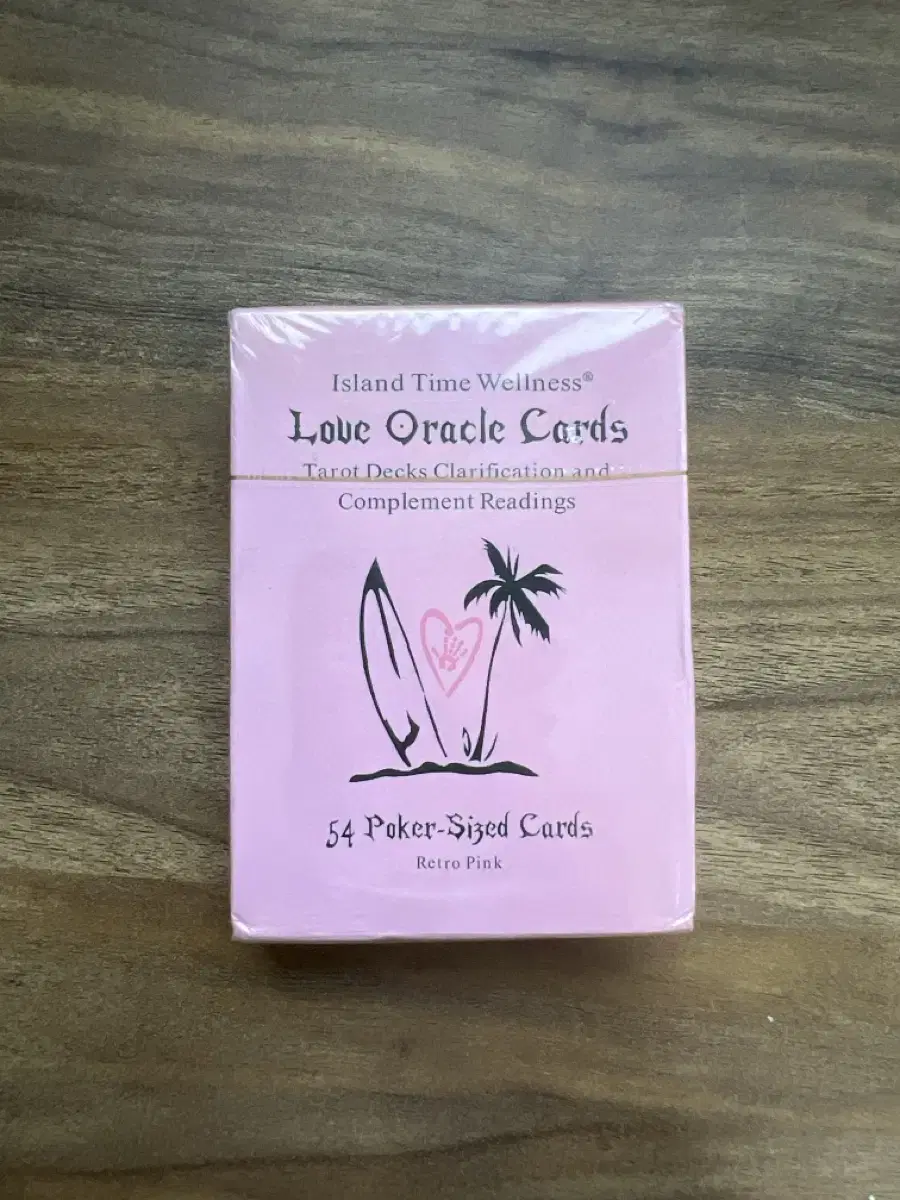 Island Time Wellness®
Love Oracle Cards
Tarot Decks Clarification and
Complement Readings
54 Poker-Sized Cards
Retro Pink